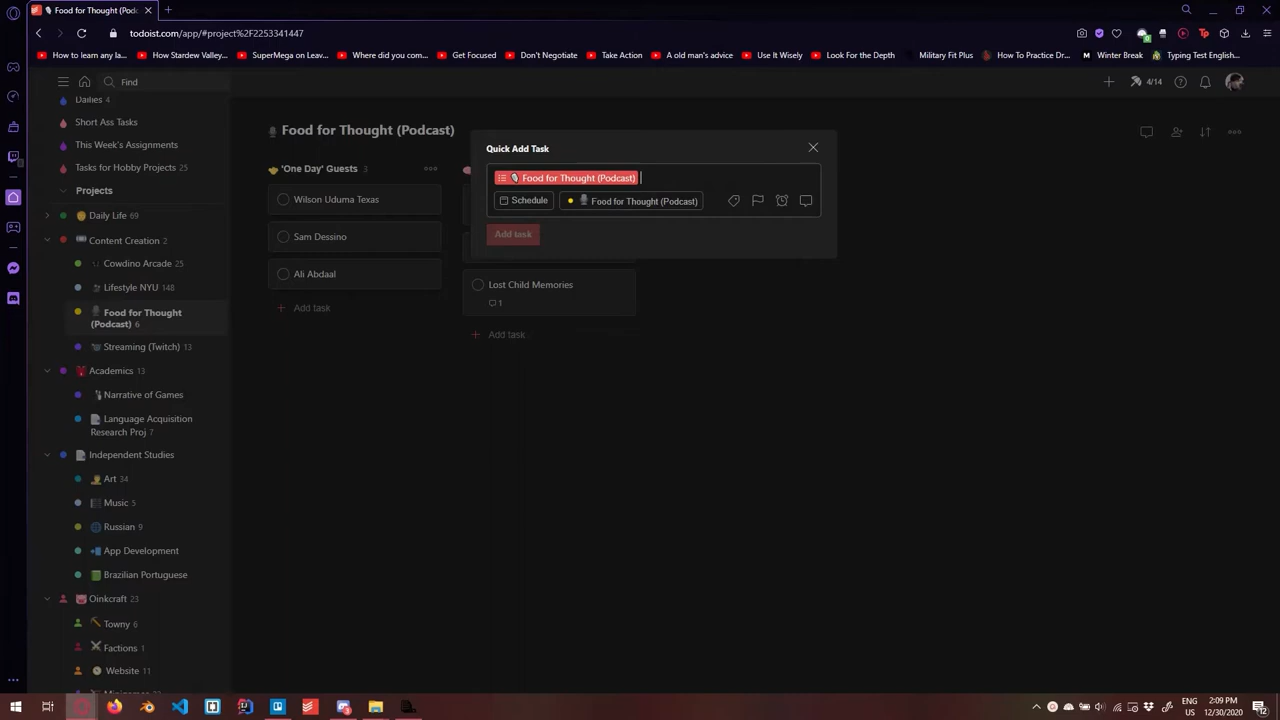 Food for Thought (Podc
todoist.com/app/#project%2F2253341447
How to learn any la...
How Stardew Valley...
SuperMega on Leav...
Where did you com...
Get Focused
Don't Negotiate
Take Action
A old man's advice
Use It Wisely
Look For the Depth
Military Fit Plus
How To Practice Dr...
Winter Break
Typing Test English...
Find
4/14
Dailies 4
Short Ass Tasks
This Week's Assignments
Tasks for Hobby Projects 23
Projects
Daily Life 69
Content Creation 2
Cowdino Arcade 25
Lifestyle NYU 148
Food for Thought
(Podcast) 6
Streaming (Twitch) 13
Academics 13
Narrative of Games
Language Acquisition
Research Proj 7
Independent Studies
Art 34
Music 5
Russian 9
App Development
Brazilian Portuguese
Oinkcraft 23
Towny 6
Factions 1
Website 11
Food for Thought (Podcast)
'One Day' Guests 3
Wilson Uduma Texas
Sam Dessino
Ali Abdaal
Add task
Lost Child Memories
1
Add task
Quick Add Task
Food for Thought (Podcast)
Schedule
Food for Thought (Podcast)
Add task
ENG
US
2:09 PM
12/30/2020